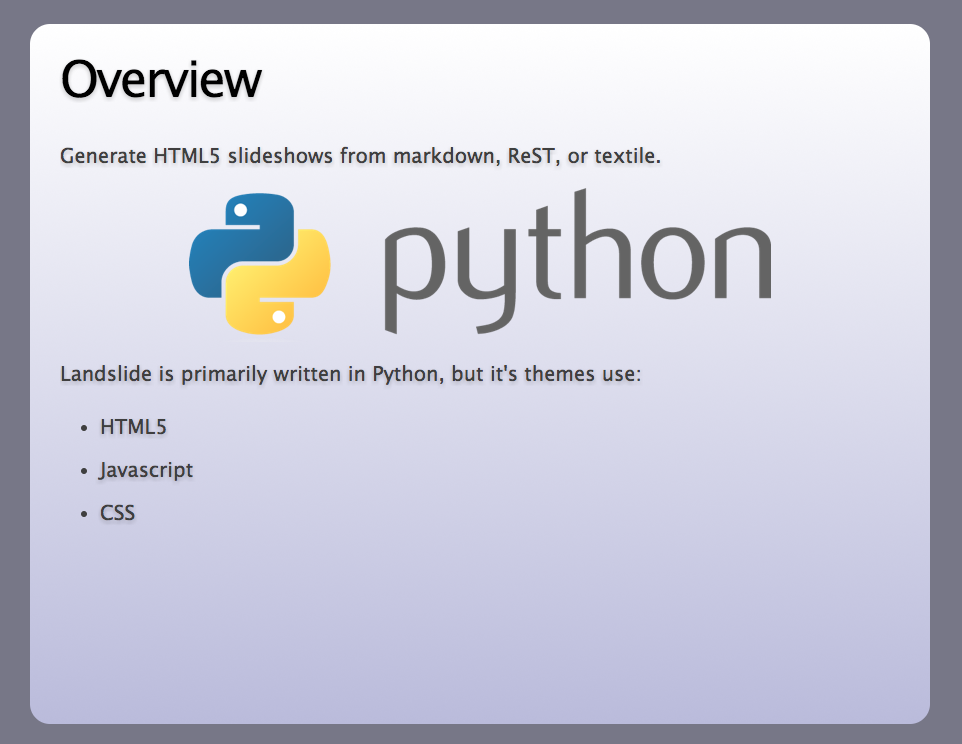 Overview
Generate HTML5 slideshows from markdown, ReST, or textile.
python
Landslide is primarily written in Python, but it's themes use:
• HTML5
• Javascript
• CSS